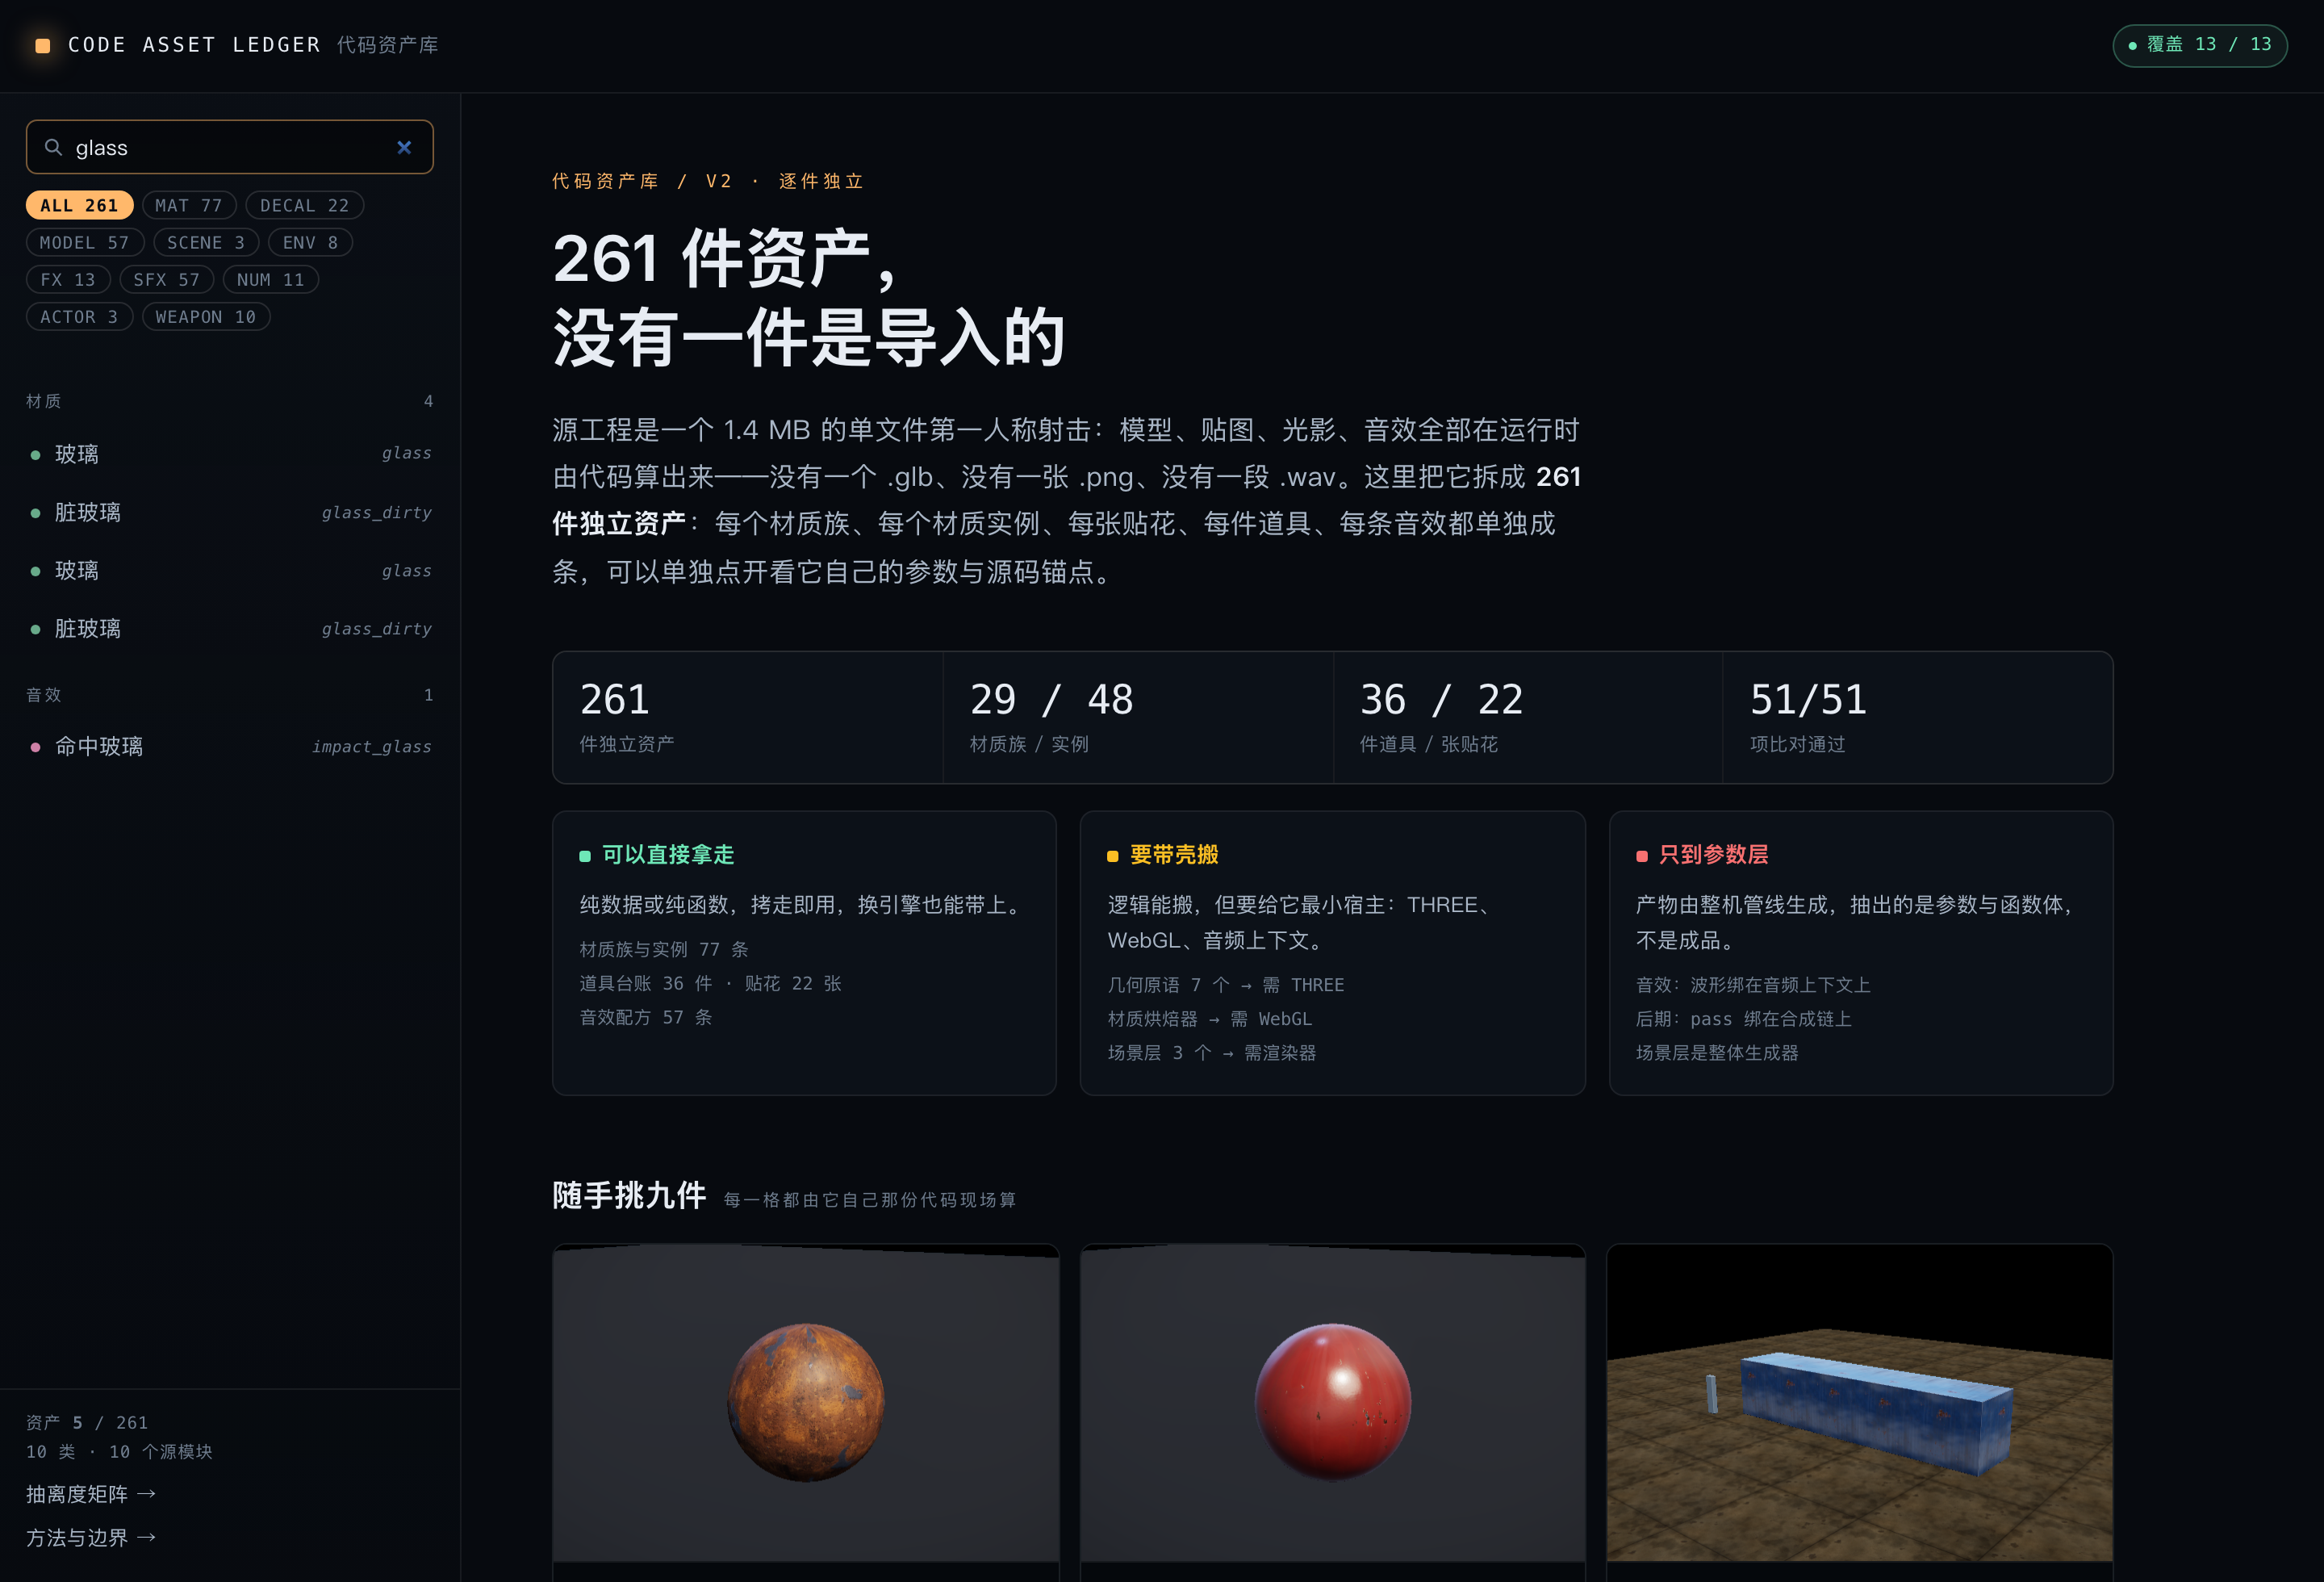 CODE ASSET LEDGER 代码资产库
覆盖 13 / 13
glass
ALL 261
MAT 77
DECAL 22
MODEL 57
SCENE 3
ENV 8
FX 13
SFX 57
NUM 11
ACTOR 3
WEAPON 10
材质 4
玻璃 glass
脏玻璃 glass_dirty
玻璃 glass
脏玻璃 glass_dirty
音效 1
命中玻璃 impact_glass
资产 5 / 261
10 类 · 10 个源模块
抽离度矩阵 →
方法与边界 →
代码资产库 / V2 · 逐件独立
261 件资产，
没有一件是导入的
源工程是一个 1.4 MB 的单文件第一人称射击：模型、贴图、光影、音效全部在运行时
由代码算出来——没有一个 .glb、没有一张 .png、没有一段 .wav。这里把它拆成 261
件独立资产：每个材质族、每个材质实例、每张贴花、每件道具、每条音效都单独成
条，可以单独点开看它自己的参数与源码锚点。
261
件独立资产
29 / 48
材质族 / 实例
36 / 22
件道具 / 张贴花
51/51
项比对通过
可以直接拿走
纯数据或纯函数，拷走即用，换引擎也能带上。
材质族与实例 77 条
道具台账 36 件 · 贴花 22 张
音效配方 57 条
要带壳搬
逻辑能搬，但要给它最小宿主：THREE、
WebGL、音频上下文。
几何原语 7 个 → 需 THREE
材质烘焙器 → 需 WebGL
场景层 3 个 → 需渲染器
只到参数层
产物由整机管线生成，抽出的是参数与函数体，
不是成品。
音效：波形绑在音频上下文上
后期：pass 绑在合成链上
场景层是整体生成器
随手挑九件 每一格都由它自己那份代码现场算